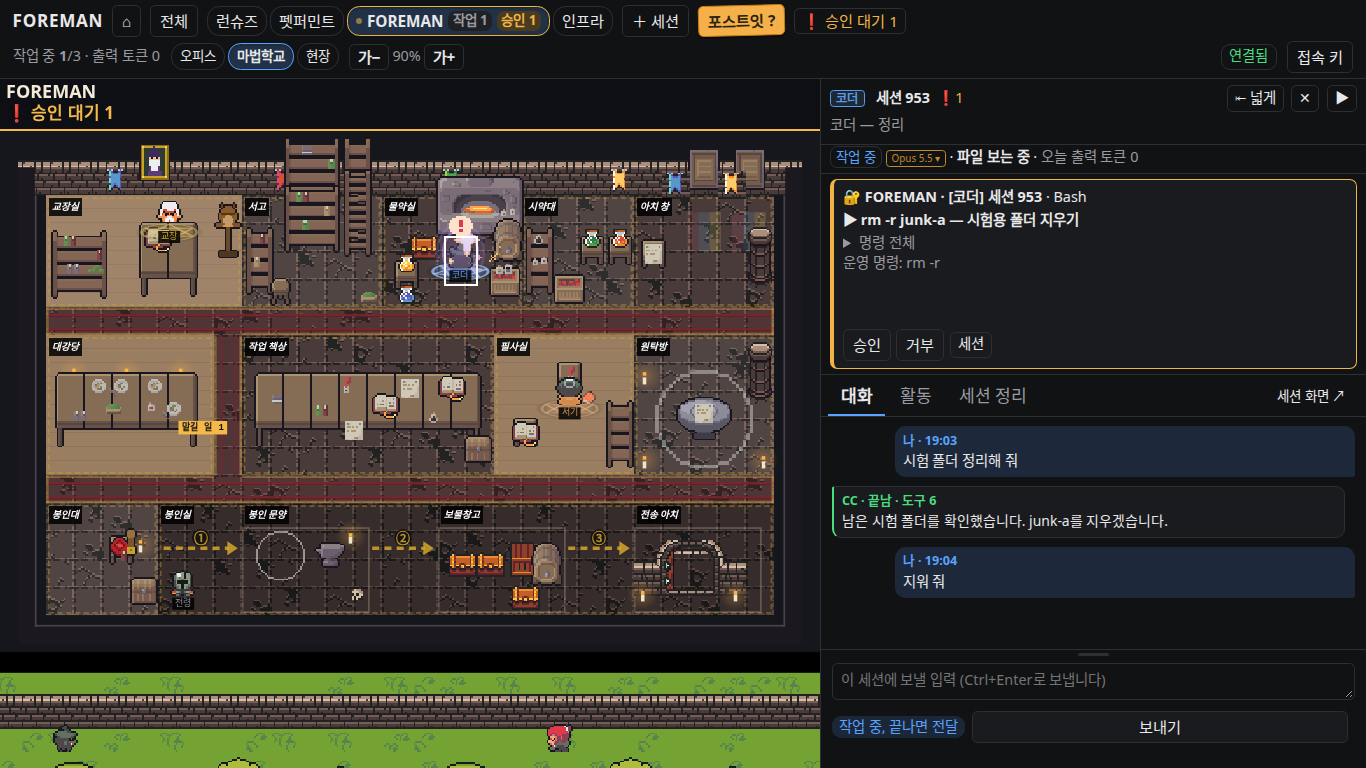 FOREMAN ⌂ 전체 런슈즈 펫퍼민트 FOREMAN 작업 1 승인 1 인프라 + 세션 포스트잇 ? ❗ 승인 대기 1
작업 중 1/3 · 출력 토큰 0 오피스 마법학교 현장 가− 90% 가+ 연결됨 접속 키
FOREMAN
❗ 승인 대기 1
교장실 서고 물약실 시약대 아치 창
교장
코더
대강당 작업 책상 필사실 원탁방
서기
맡길 일 1
봉인대 봉인실 봉인 문양 보물창고 전송 아치
① ② ③
전령
코더 세션 953 ❗ 1 ⇤ 넓게 ✕ ▶
코더 — 정리
작업 중 Opus 5.5 ▾ · 파일 보는 중 · 오늘 출력 토큰 0
🔐 FOREMAN · [코더] 세션 953 · Bash
▶ rm -r junk-a — 시험용 폴더 지우기
▶ 명령 전체
운영 명령: rm -r
승인 거부 세션
대화 활동 세션 정리 세션 화면 ↗
나 · 19:03
시험 폴더 정리해 줘
CC · 끝남 · 도구 6
남은 시험 폴더를 확인했습니다. junk-a를 지우겠습니다.
나 · 19:04
지워 줘
이 세션에 보낼 입력 (Ctrl+Enter로 보냅니다)
작업 중, 끝나면 전달 보내기